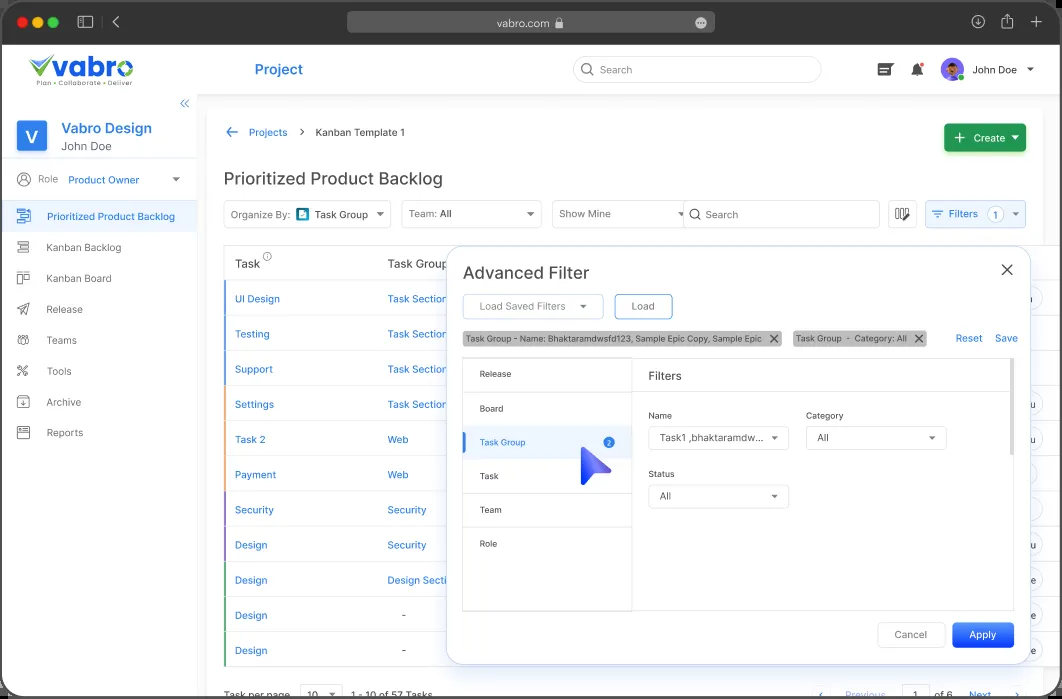 vabro.com
vabro
Plan • Collaborate • Deliver
Project
Search
John Doe
V
Vabro Design
John Doe
Role Product Owner
Prioritized Product Backlog
Kanban Backlog
Kanban Board
Release
Teams
Tools
Archive
Reports
Projects > Kanban Template 1
+ Create
Prioritized Product Backlog
Organize By: Task Group
Team: All
Show Mine
Search
Filters 1
Task
Task Group
UI Design Task Section
Testing Task Section
Support Task Section
Settings Task Section
Task 2 Web
Payment Web
Security Security
Design Security
Design Design Secti
Design -
Design -
Advanced Filter
Load Saved Filters
Load
Task Group - Name: Bhaktaramdwsfd123, Sample Epic Copy, Sample Epic
Task Group - Category: All
Reset Save
Release
Board
Task Group 2
Task
Team
Role
Filters
Name
Task1 ,bhaktaramdw...
Category
All
Status
All
Cancel
Apply
Task per page 10 1 - 10 of 57 Tasks
Previous 1 of 6 Next